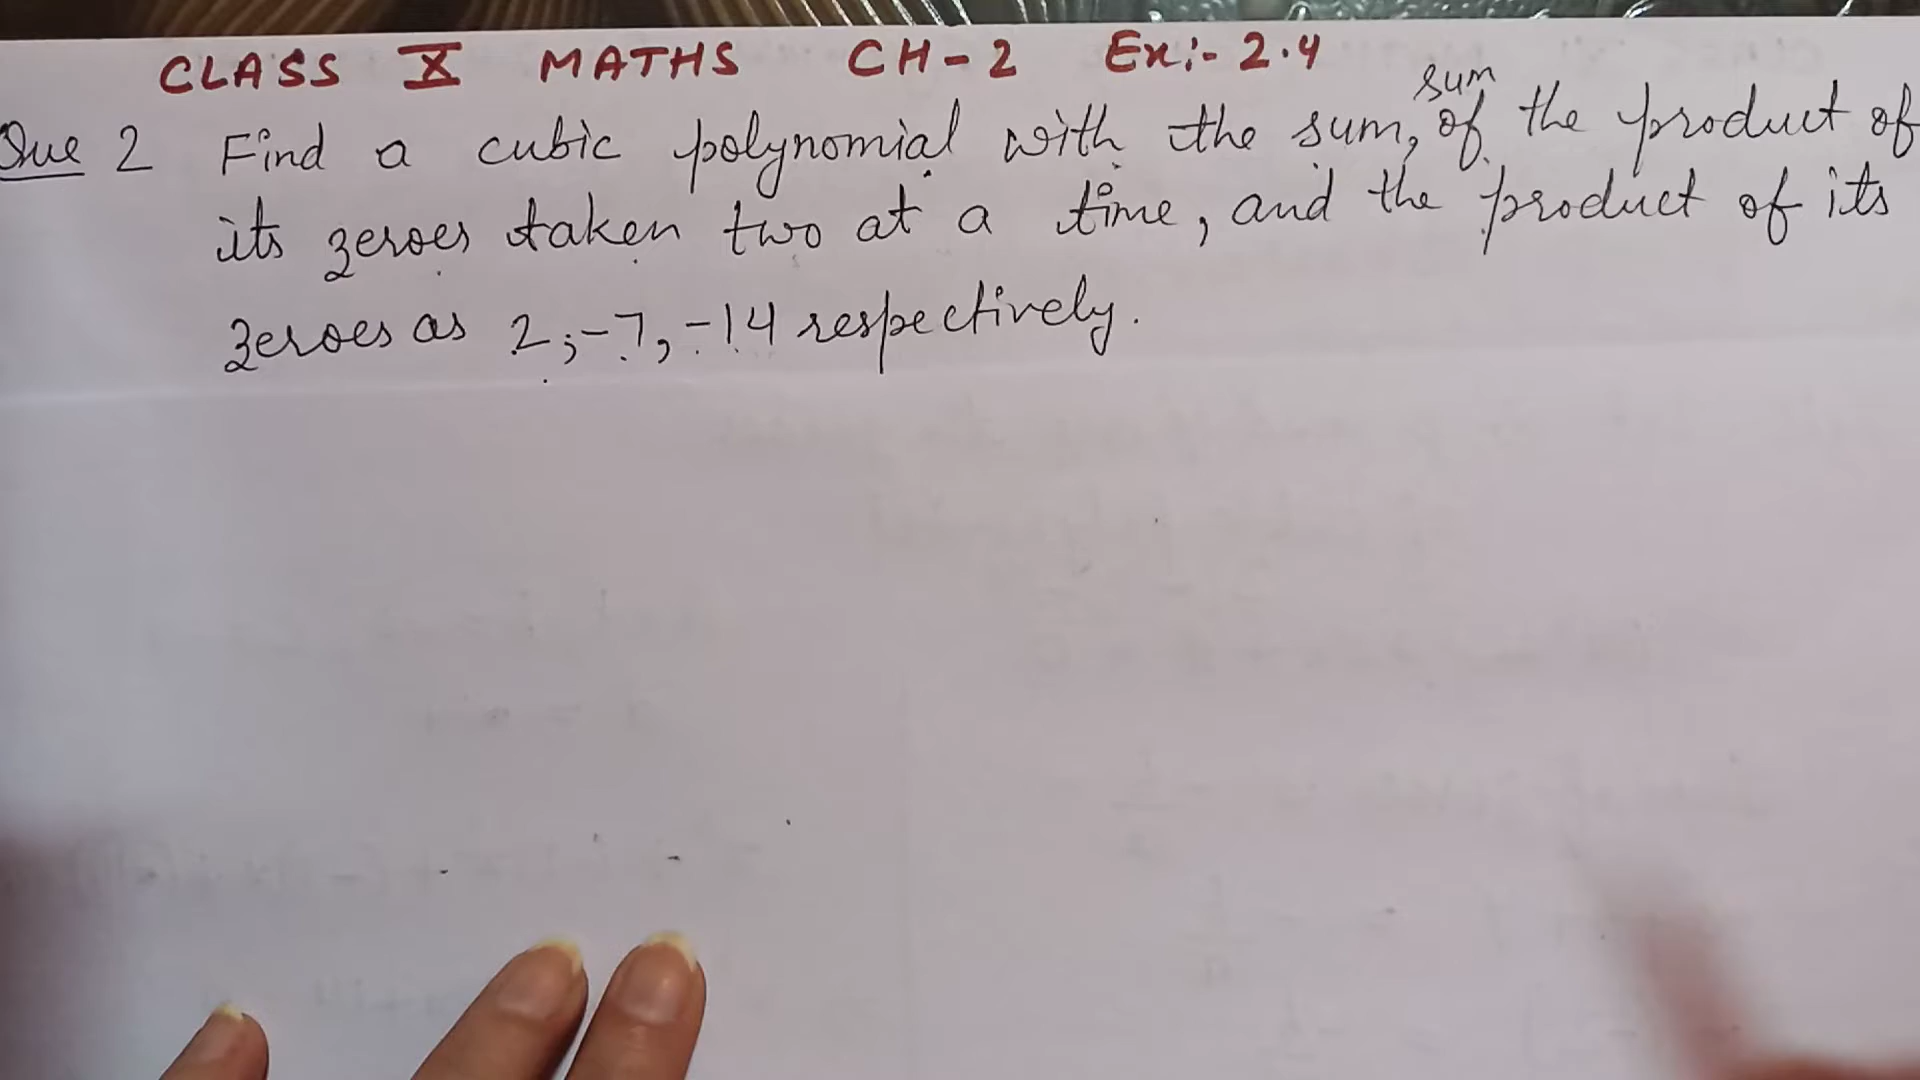 CLASS X MATHS CH-2 Ex:- 2.4
sum
Que 2 Find a cubic polynomial with the sum, of the product of
its zeroes taken two at a time, and the product of its
zeroes as 2, -7, -14 respectively.